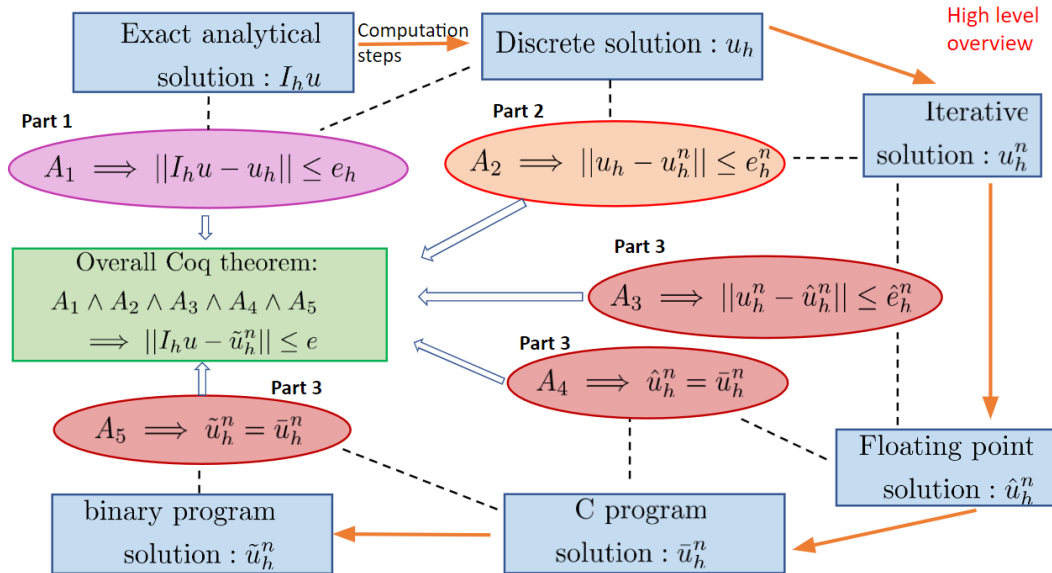 Exact analytical
solution : I_h u
Computation
steps
Discrete solution : u_h
High level
overview
Iterative
solution : u_h^n
Part 1
A_1 ⟹ ||I_h u − u_h|| ≤ e_h
Part 2
A_2 ⟹ ||u_h − u_h^n|| ≤ e_h^n
Overall Coq theorem:
A_1 ∧ A_2 ∧ A_3 ∧ A_4 ∧ A_5
⟹ ||I_h u − ũ_h^n|| ≤ e
Part 3
A_3 ⟹ ||u_h^n − û_h^n|| ≤ ê_h^n
Part 3
A_4 ⟹ û_h^n = ū_h^n
Part 3
A_5 ⟹ ũ_h^n = ū_h^n
Floating point
solution : û_h^n
binary program
solution : ũ_h^n
C program
solution : ū_h^n